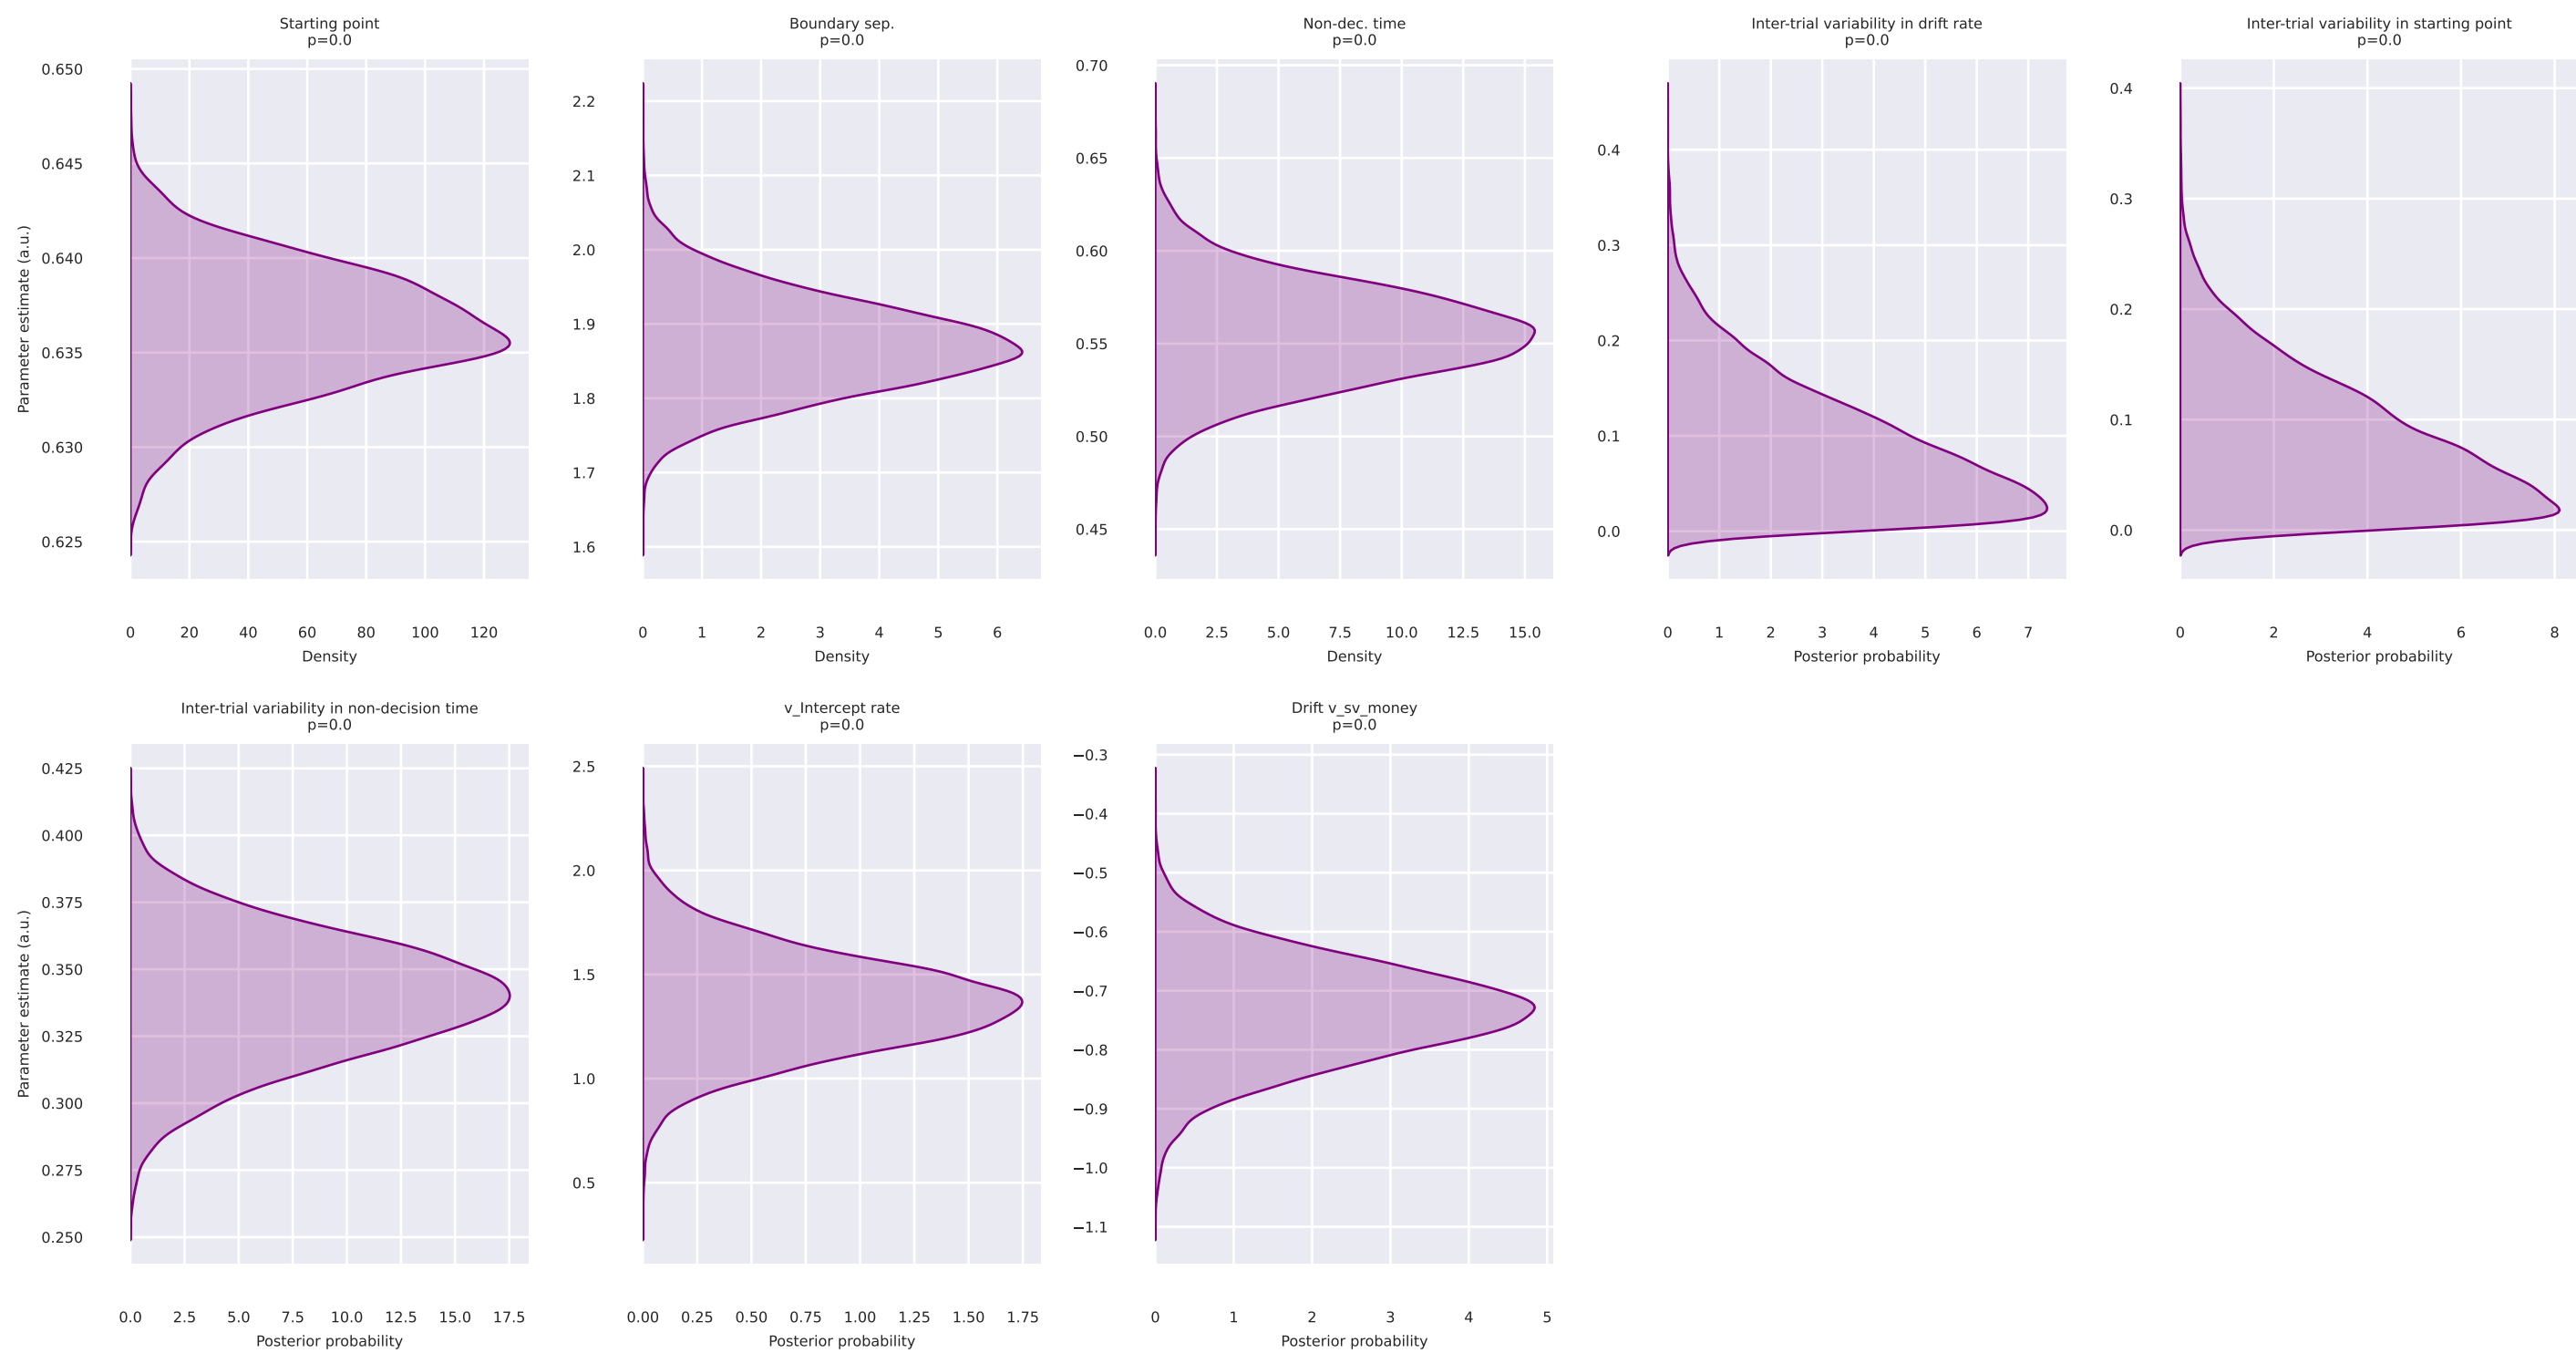 Starting point
p=0.0
Boundary sep.
p=0.0
Non-dec. time
p=0.0
Inter-trial variability in drift rate
p=0.0
Inter-trial variability in starting point
p=0.0
Parameter estimate (a.u.)
0.650
0.645
0.640
0.635
0.630
0.625
0 20 40 60 80 100 120
Density
2.2
2.1
2.0
1.9
1.8
1.7
1.6
0 1 2 3 4 5 6
Density
0.70
0.65
0.60
0.55
0.50
0.45
0.0 2.5 5.0 7.5 10.0 12.5 15.0
Density
0.4
0.3
0.2
0.1
0.0
0 1 2 3 4 5 6 7
Posterior probability
0.4
0.3
0.2
0.1
0.0
0 2 4 6 8
Posterior probability
Inter-trial variability in non-decision time
p=0.0
v_Intercept rate
p=0.0
Drift v_sv_money
p=0.0
Parameter estimate (a.u.)
0.425
0.400
0.375
0.350
0.325
0.300
0.275
0.250
0.0 2.5 5.0 7.5 10.0 12.5 15.0 17.5
Posterior probability
2.5
2.0
1.5
1.0
0.5
0.00 0.25 0.50 0.75 1.00 1.25 1.50 1.75
Posterior probability
−0.3
−0.4
−0.5
−0.6
−0.7
−0.8
−0.9
−1.0
−1.1
0 1 2 3 4 5
Posterior probability